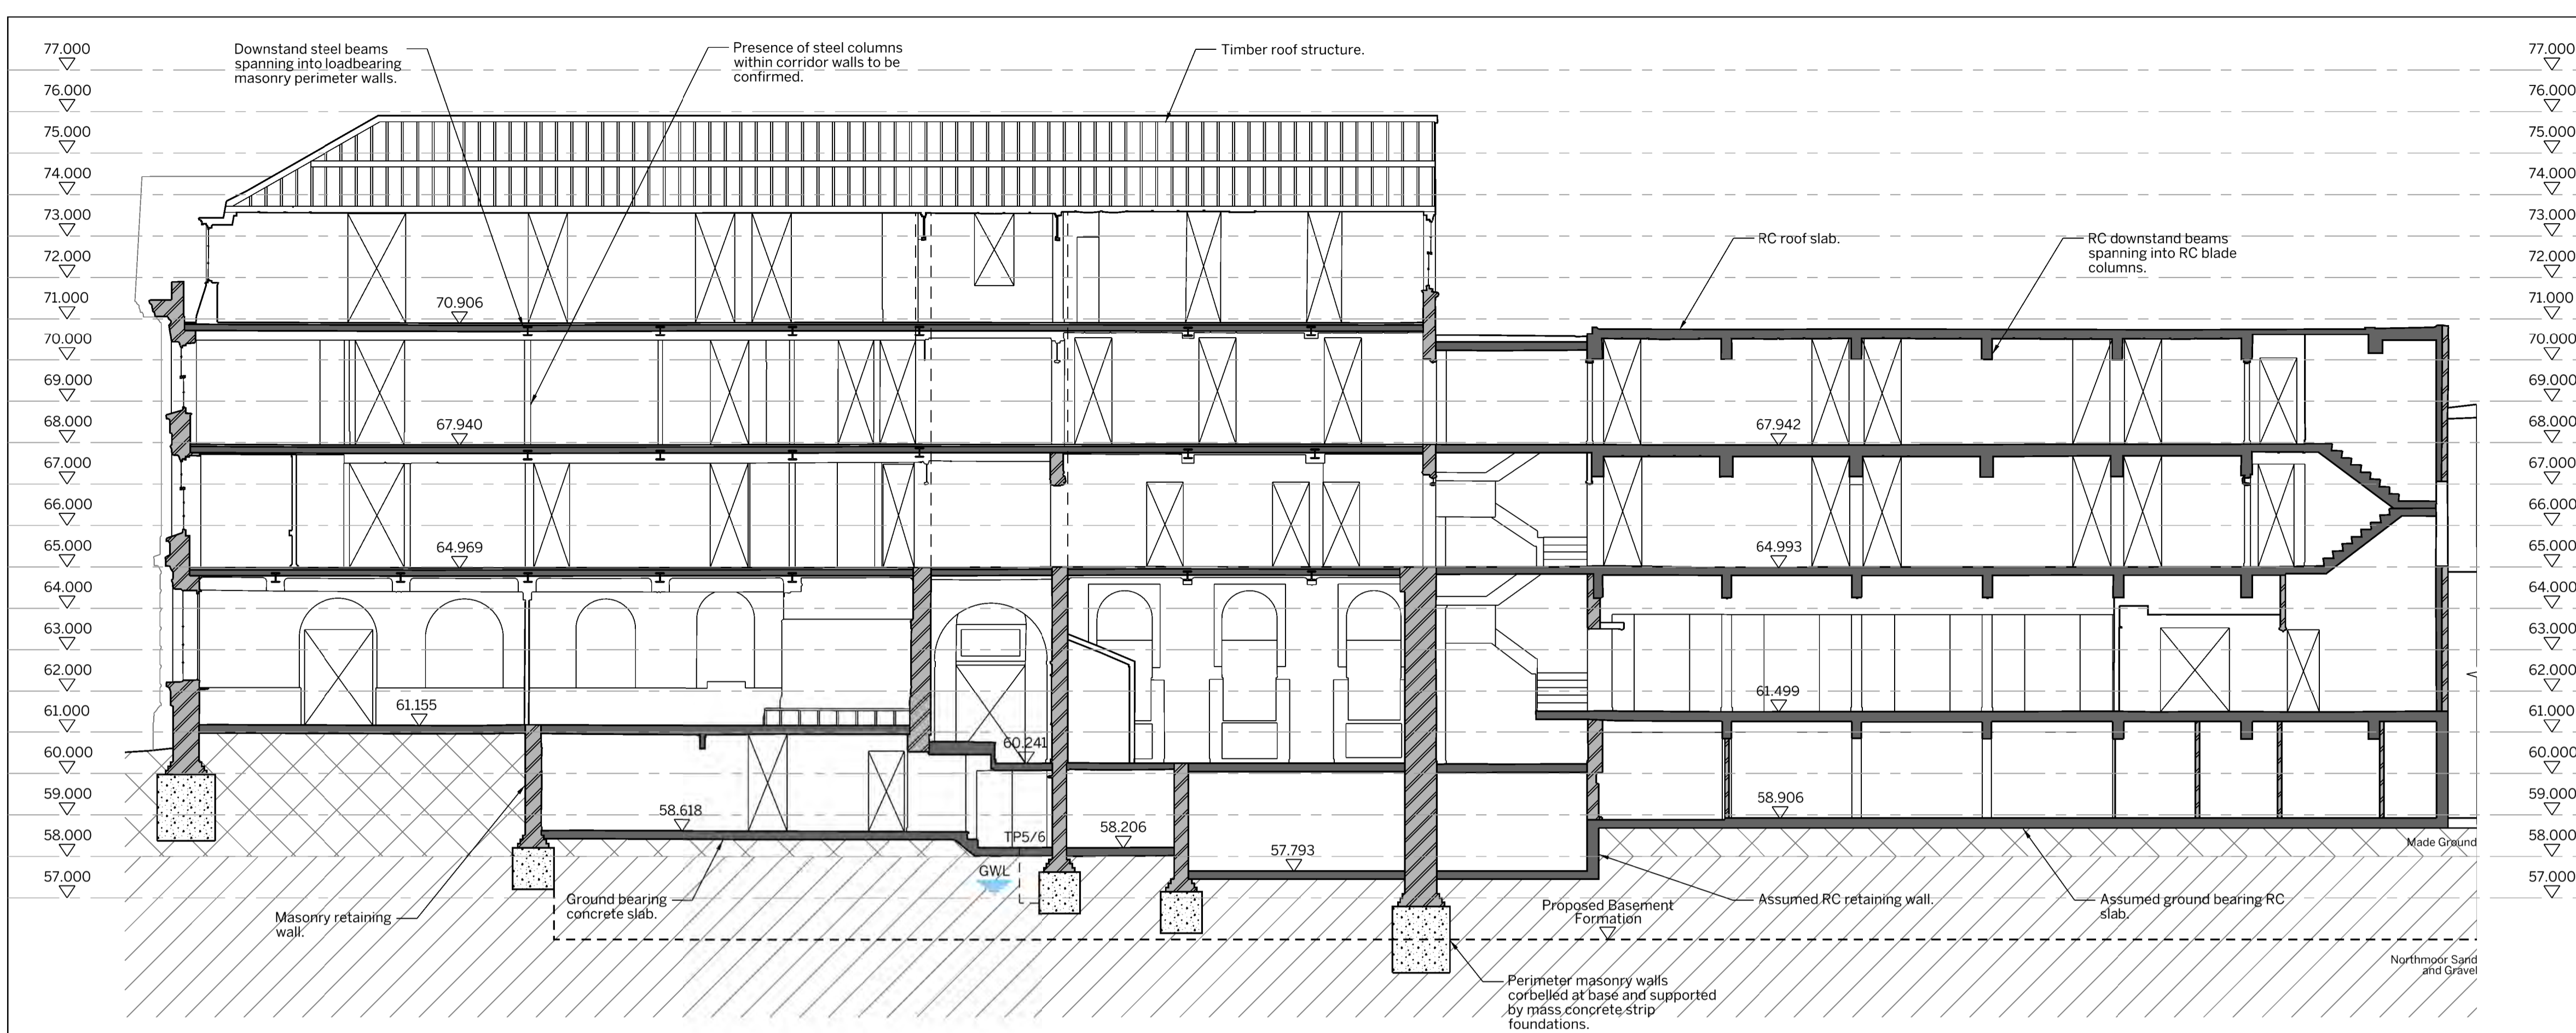 77.000
76.000
75.000
74.000
73.000
72.000
71.000
70.000
69.000
68.000
67.000
66.000
65.000
64.000
63.000
62.000
61.000
60.000
59.000
58.000
57.000
Downstand steel beams
spanning into loadbearing
masonry perimeter walls.
Presence of steel columns
within corridor walls to be
confirmed.
Timber roof structure.
RC roof slab.
RC downstand beams
spanning into RC blade
columns.
70.906
67.940
67.942
64.969
64.993
61.155
61.499
60.241
58.618
TP5/6
58.206
57.793
58.906
GWL
Masonry retaining
wall.
Ground bearing
concrete slab.
Proposed Basement
Formation
Assumed RC retaining wall.
Assumed ground bearing RC
slab.
Made Ground
Northmoor Sand
and Gravel
Perimeter masonry walls
corbelled at base and supported
by mass concrete strip
foundations.
77.000
76.000
75.000
74.000
73.000
72.000
71.000
70.000
69.000
68.000
67.000
66.000
65.000
64.000
63.000
62.000
61.000
60.000
59.000
58.000
57.000